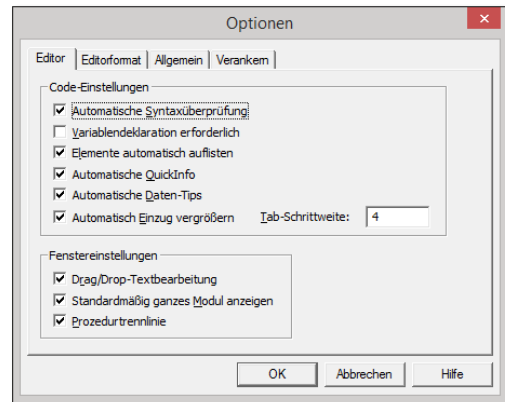 Optionen
Editor Editorformat Allgemein Verankern
Code-Einstellungen
Automatische Syntaxüberprüfung
Variablendeklaration erforderlich
Elemente automatisch auflisten
Automatische QuickInfo
Automatische Daten-Tips
Automatisch Einzug vergrößern Tab-Schrittweite: 4
Fenstereinstellungen
Drag/Drop-Textbearbeitung
Standardmäßig ganzes Modul anzeigen
Prozedurtrennlinie
OK Abbrechen Hilfe